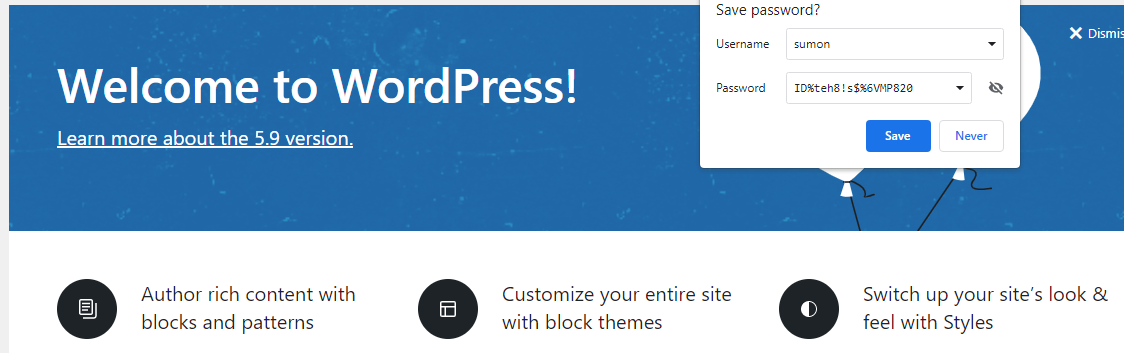 Save password?
Username sumon
Password ID%teh8!s$%6VMP820
Save Never
Welcome to WordPress!
Learn more about the 5.9 version.
Author rich content with
blocks and patterns
Customize your entire site
with block themes
Switch up your site's look &
feel with Styles